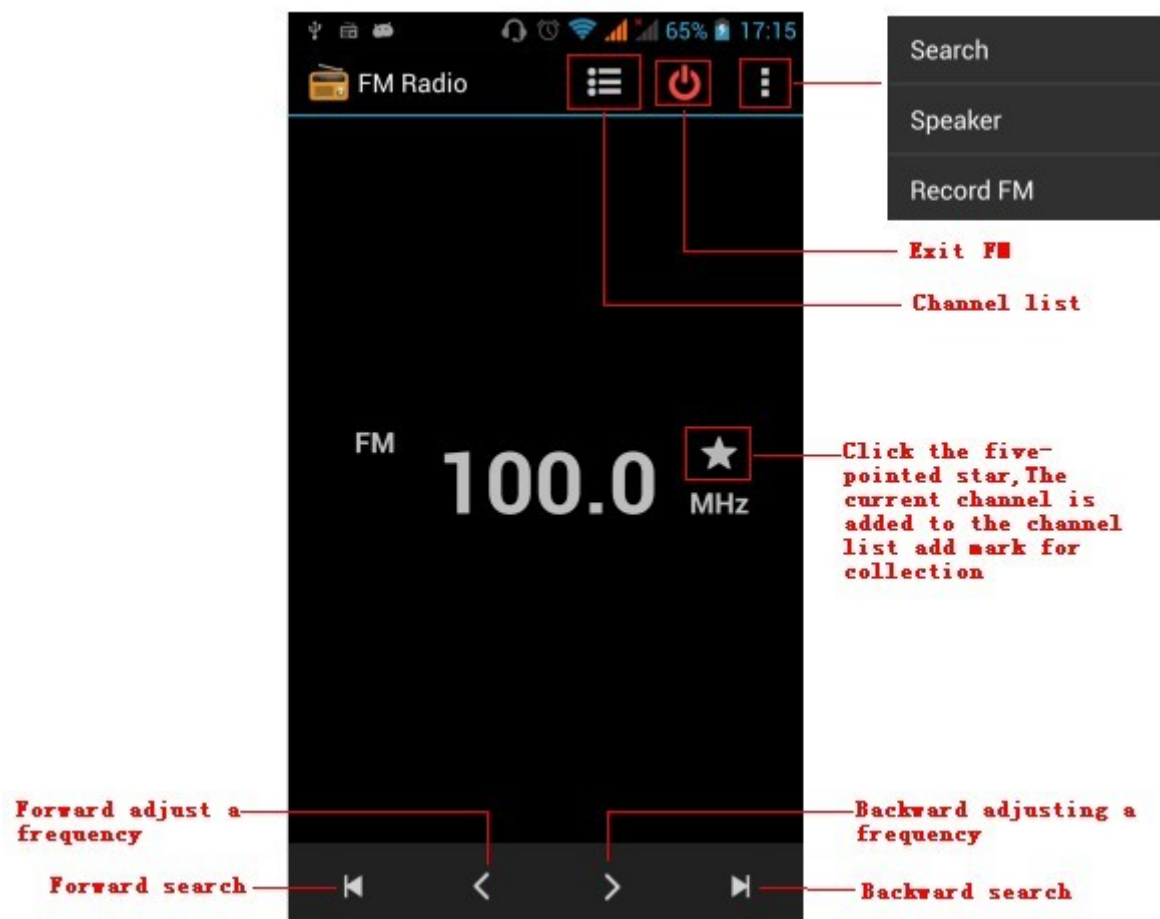 65% 17:15
FM Radio
Search
Speaker
Record FM
Exit FM
Channel list
FM
100.0
MHz
Click the five-
pointed star,The
current channel is
added to the channel
list add mark for
collection
Forward adjust a
frequency
Backward adjusting a
frequency
Forward search
Backward search